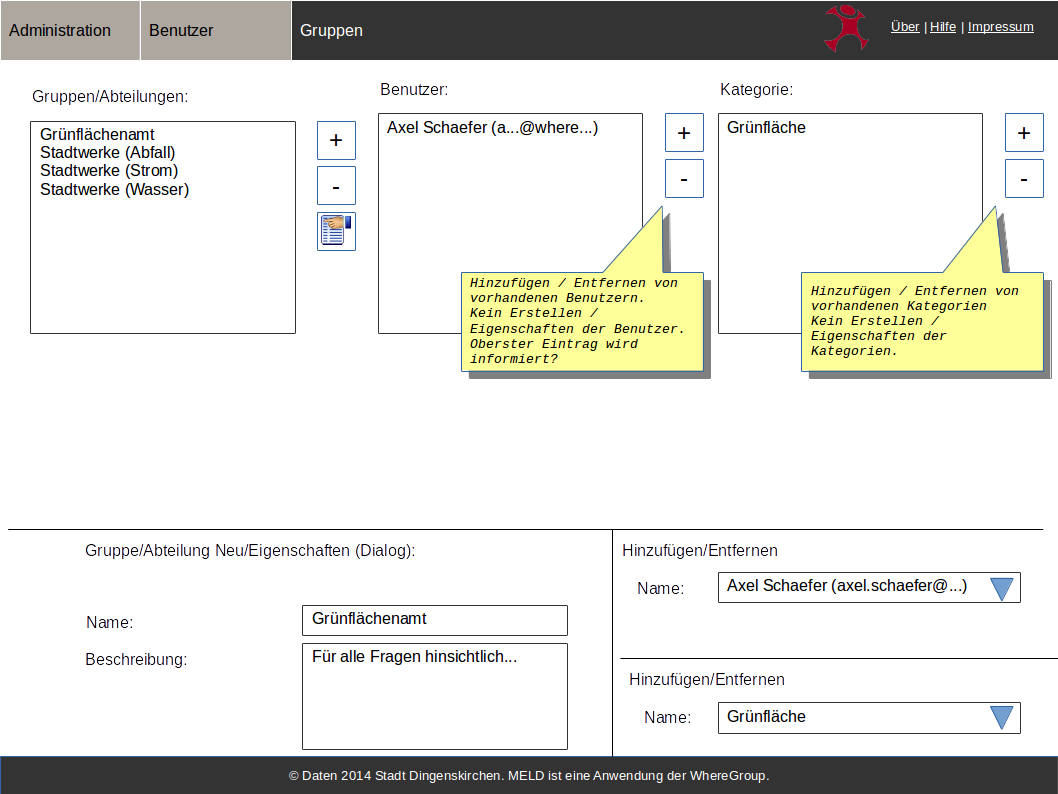 Administration
Benutzer
Gruppen
Über | Hilfe | Impressum
Gruppen/Abteilungen:
Grünflächenamt
Stadtwerke (Abfall)
Stadtwerke (Strom)
Stadtwerke (Wasser)
+
-
Benutzer:
Axel Schaefer (a...@where...)
+
-
Hinzufügen / Entfernen von
vorhandenen Benutzern.
Kein Erstellen /
Eigenschaften der Benutzer.
Oberster Eintrag wird
informiert?
Kategorie:
Grünfläche
+
-
Hinzufügen / Entfernen von
vorhandenen Kategorien
Kein Erstellen /
Eigenschaften der
Kategorien.
Gruppe/Abteilung Neu/Eigenschaften (Dialog):
Name:
Grünflächenamt
Beschreibung:
Für alle Fragen hinsichtlich...
Hinzufügen/Entfernen
Name:
Axel Schaefer (axel.schaefer@...)
Hinzufügen/Entfernen
Name:
Grünfläche
© Daten 2014 Stadt Dingenskirchen. MELD ist eine Anwendung der WhereGroup.